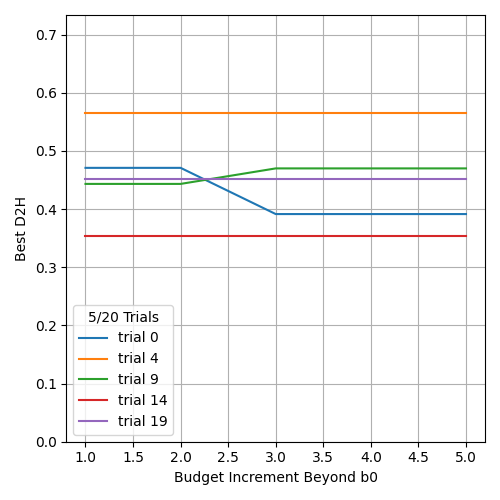 0.7
0.6
0.5
0.4
0.3
0.2
0.1
0.0
Best D2H
5/20 Trials
trial 0
trial 4
trial 9
trial 14
trial 19
1.0 1.5 2.0 2.5 3.0 3.5 4.0 4.5 5.0
Budget Increment Beyond b0